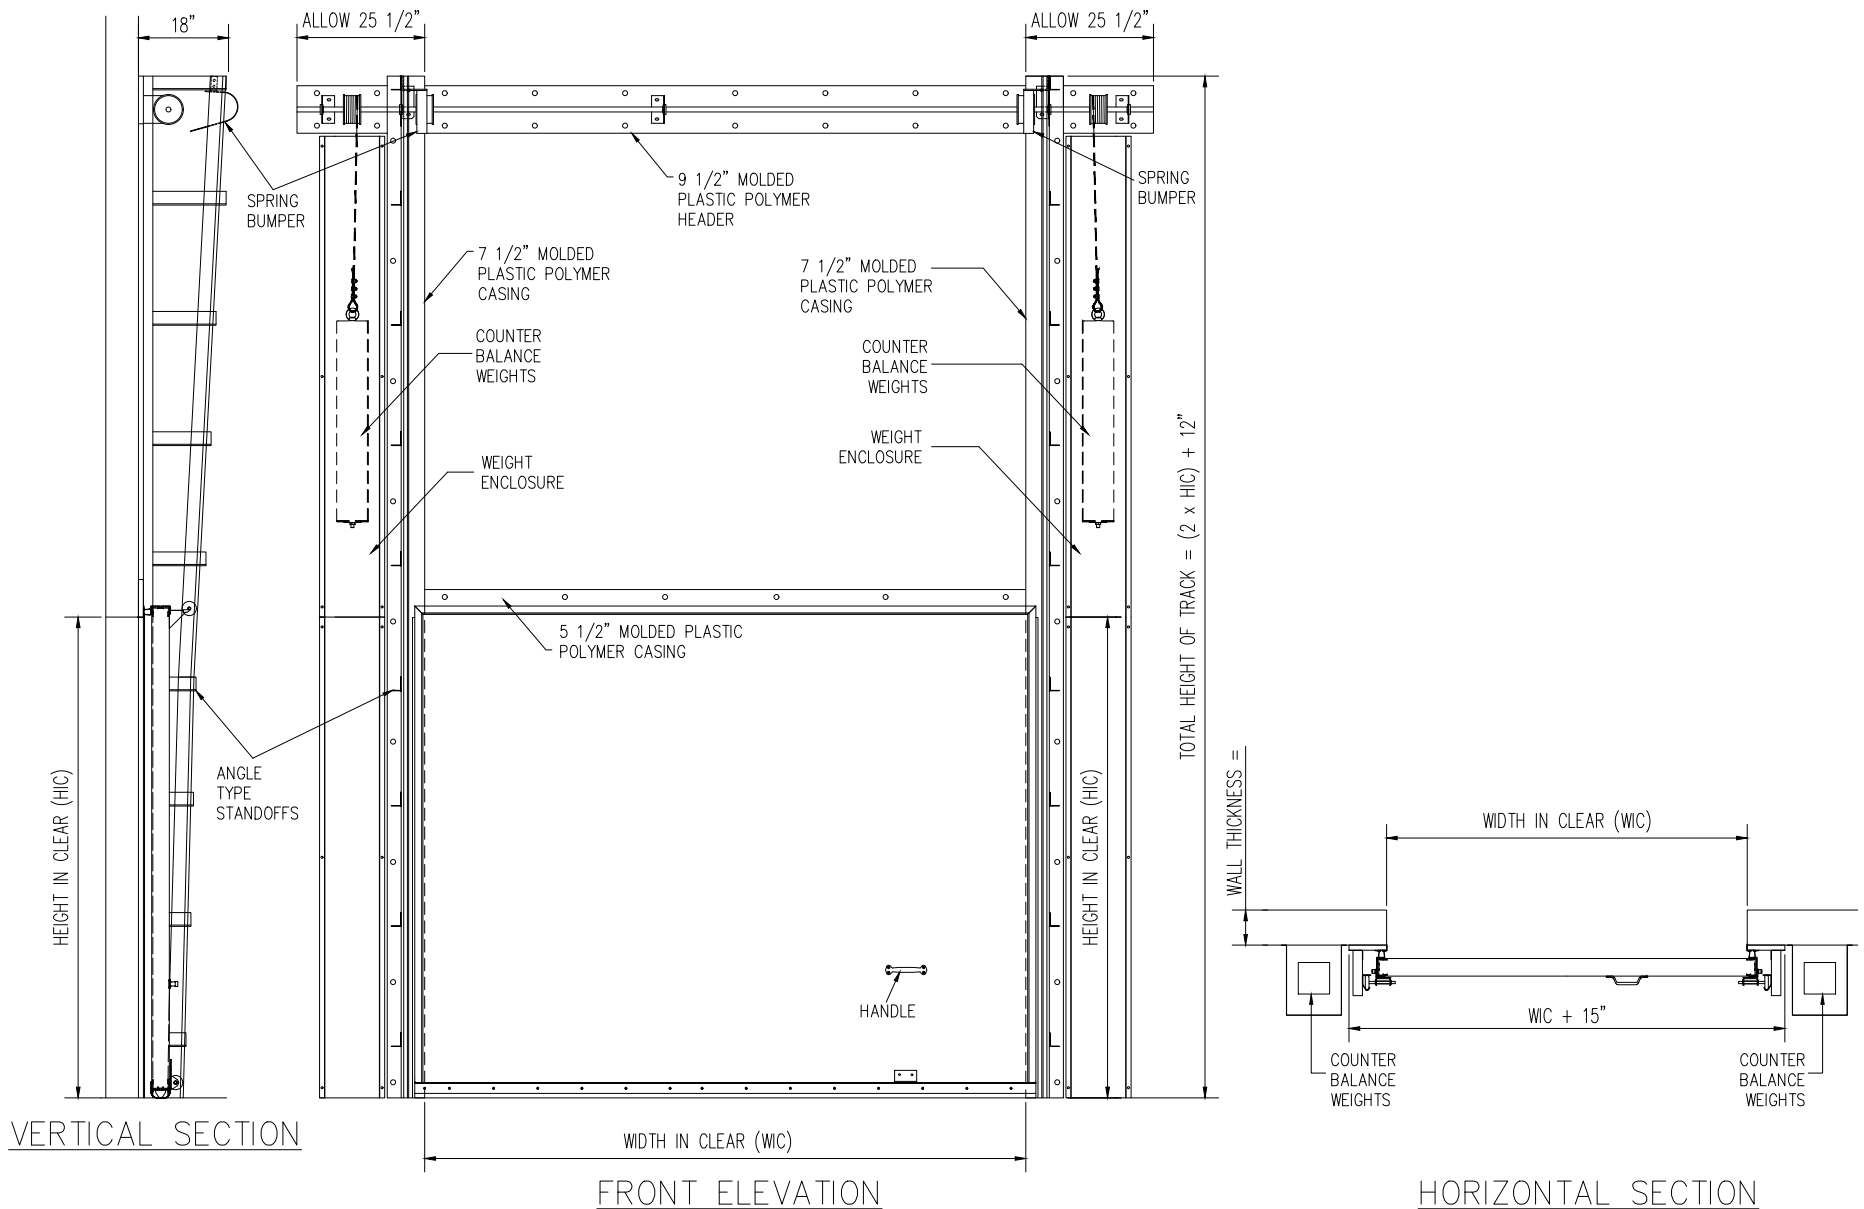 18"
ALLOW 25 1/2"
ALLOW 25 1/2"
SPRING
BUMPER
9 1/2" MOLDED
PLASTIC POLYMER
HEADER
SPRING
BUMPER
7 1/2" MOLDED
PLASTIC POLYMER
CASING
7 1/2" MOLDED
PLASTIC POLYMER
CASING
COUNTER
BALANCE
WEIGHTS
COUNTER
BALANCE
WEIGHTS
WEIGHT
ENCLOSURE
WEIGHT
ENCLOSURE
TOTAL HEIGHT OF TRACK = (2 x HIC) + 12"
5 1/2" MOLDED PLASTIC
POLYMER CASING
ANGLE
TYPE
STANDOFFS
HEIGHT IN CLEAR (HIC)
HEIGHT IN CLEAR (HIC)
HANDLE
WIDTH IN CLEAR (WIC)
VERTICAL SECTION
FRONT ELEVATION
WALL THICKNESS =
WIDTH IN CLEAR (WIC)
WIC + 15"
COUNTER
BALANCE
WEIGHTS
COUNTER
BALANCE
WEIGHTS
HORIZONTAL SECTION